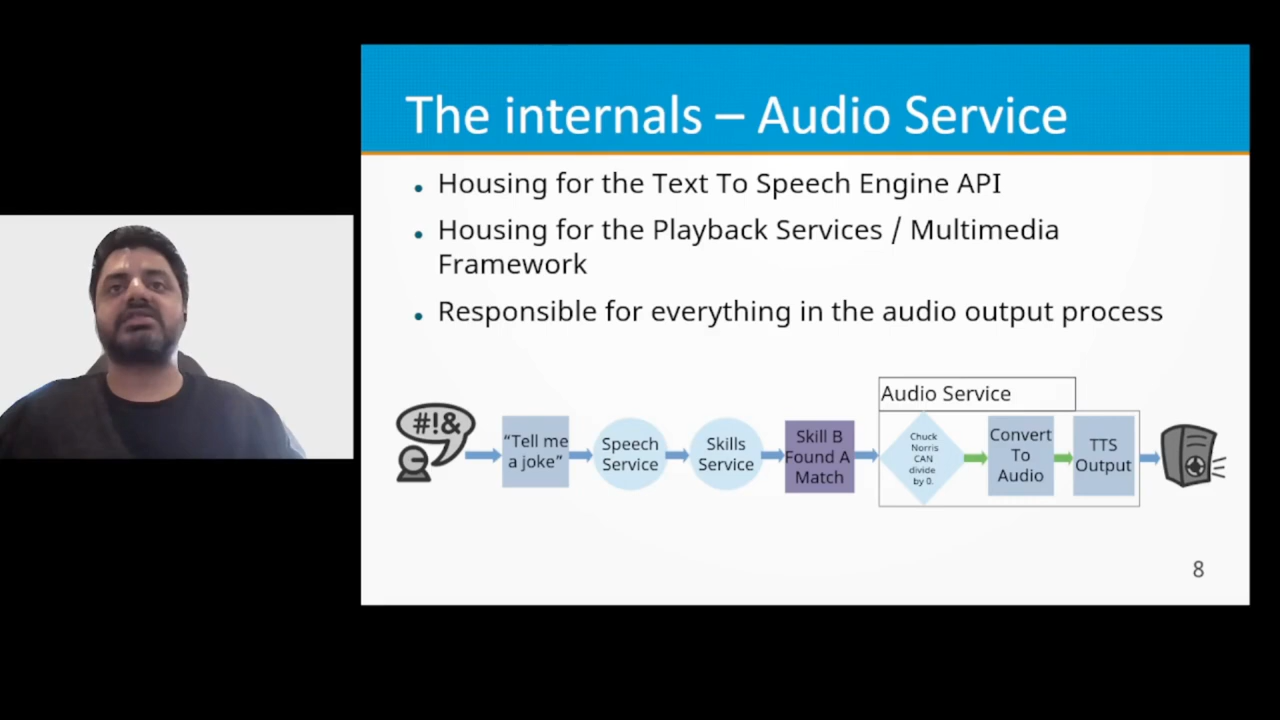 The internals – Audio Service
• Housing for the Text To Speech Engine API
• Housing for the Playback Services / Multimedia
Framework
• Responsible for everything in the audio output process
#!&
“Tell me
a joke”
Speech
Service
Skills
Service
Skill B
Found A
Match
Audio Service
Chuck
Norris
CAN
divide
by 0.
Convert
To
Audio
TTS
Output
8